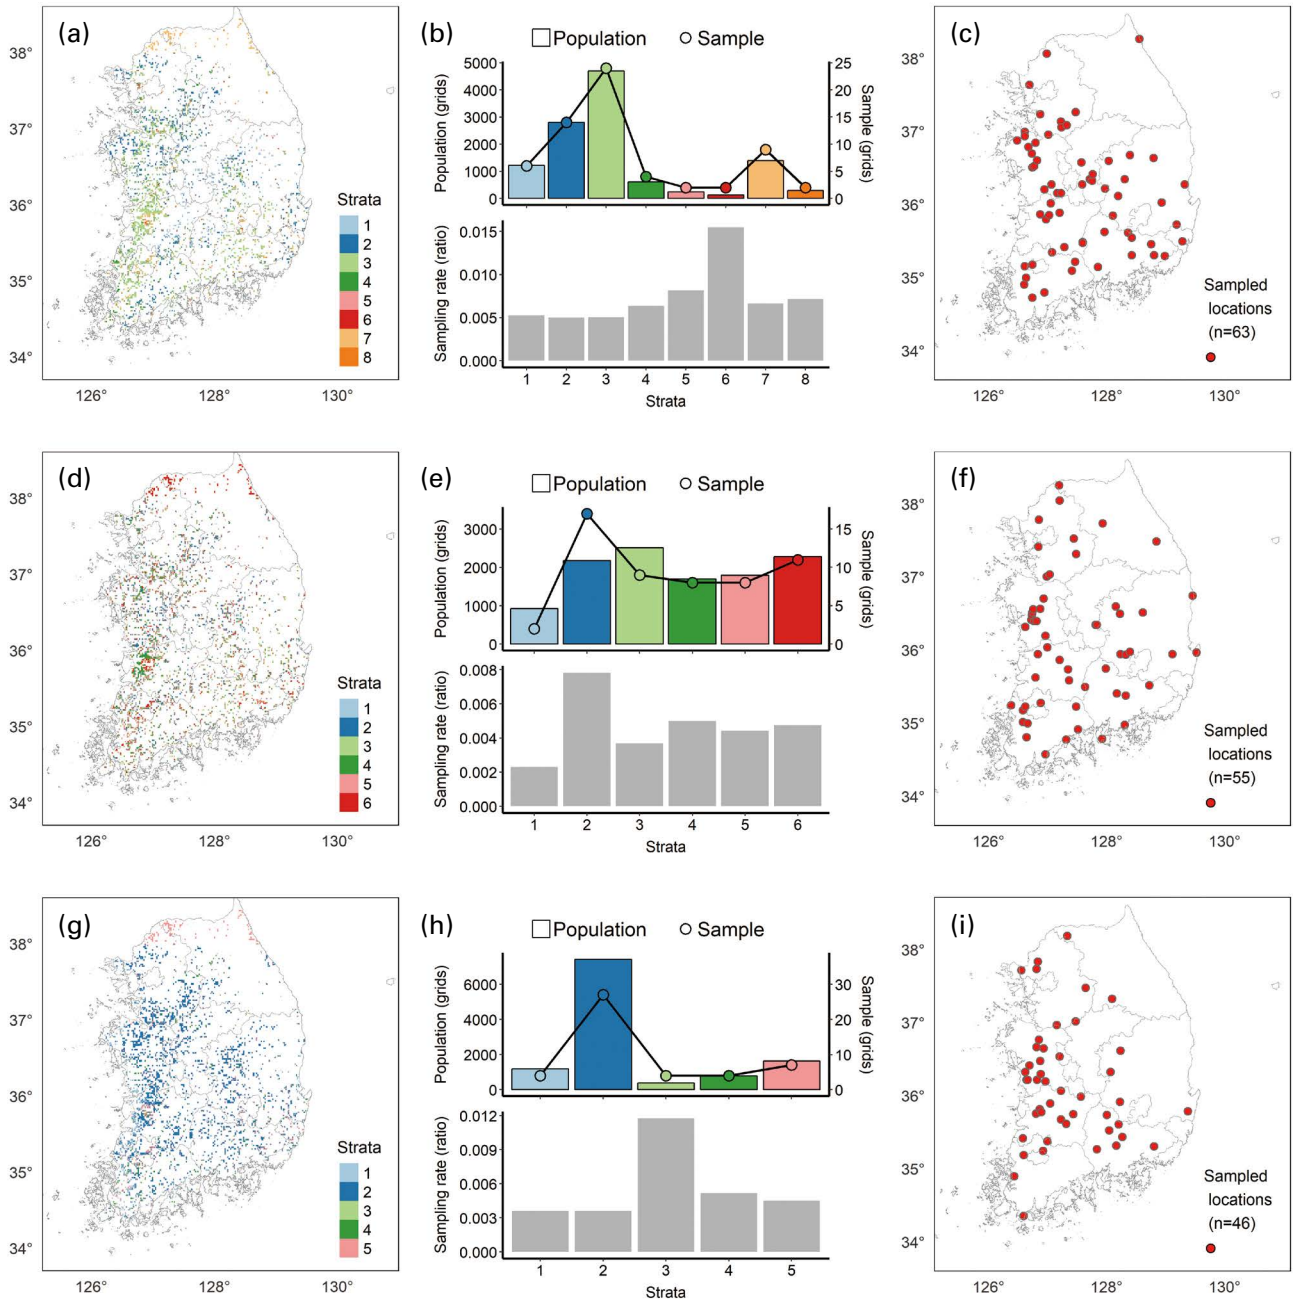 (a)
38°
37°
36°
35°
34°
126°
128°
130°
Strata
1
2
3
4
5
6
7
8
(b)
Population
Sample
Population (grids)
5000
4000
3000
2000
1000
0
Sample (grids)
25
20
15
10
5
0
Sampling rate (ratio)
0.015
0.010
0.005
0.000
1 2 3 4 5 6 7 8
Strata
(c)
38°
37°
36°
35°
34°
126°
128°
130°
Sampled
locations
(n=63)
(d)
38°
37°
36°
35°
34°
126°
128°
130°
Strata
1
2
3
4
5
6
(e)
Population
Sample
Population (grids)
3000
2000
1000
0
Sample (grids)
15
10
5
0
Sampling rate (ratio)
0.008
0.006
0.004
0.002
0.000
1 2 3 4 5 6
Strata
(f)
38°
37°
36°
35°
34°
126°
128°
130°
Sampled
locations
(n=55)
(g)
38°
37°
36°
35°
34°
126°
128°
130°
Strata
1
2
3
4
5
(h)
Population
Sample
Population (grids)
6000
4000
2000
0
Sample (grids)
30
20
10
0
Sampling rate (ratio)
0.012
0.009
0.006
0.003
0.000
1 2 3 4 5
Strata
(i)
38°
37°
36°
35°
34°
126°
128°
130°
Sampled
locations
(n=46)